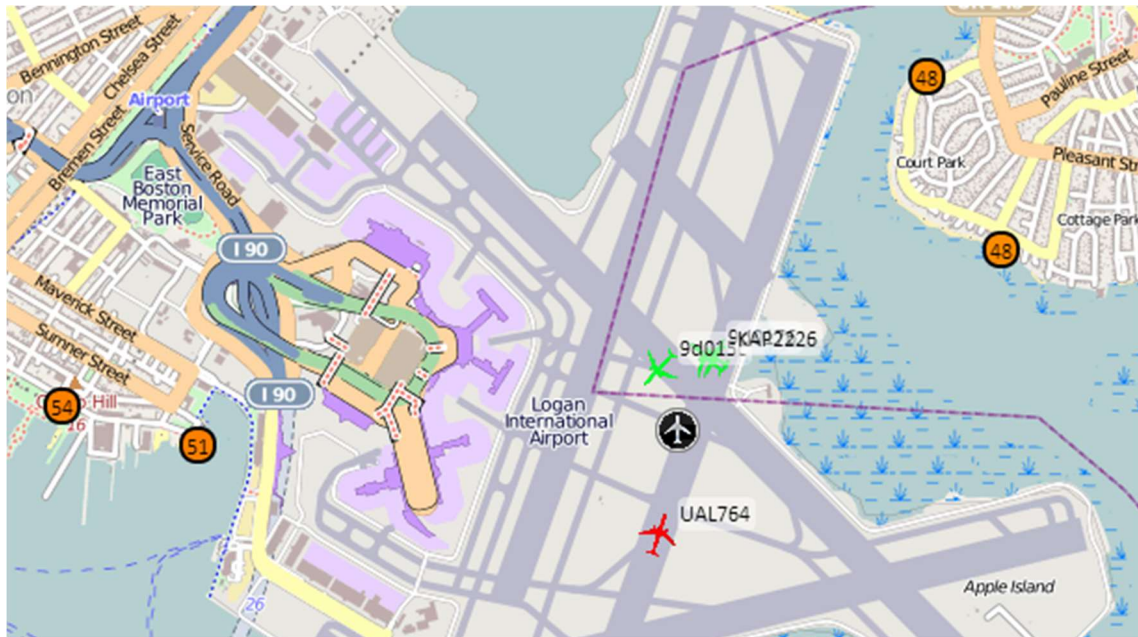 Bennington Street
Chelsea Street
Bremen Street
Airport
Service Road
East
Boston
Memorial
Park
I 90
Maverick Street
Sumner Street
54
Hill
16
51
I 90
26
Logan
International
Airport
UAL764
48
Pauline Street
Court Park
Pleasant St
Cottage Park
48
Apple Island